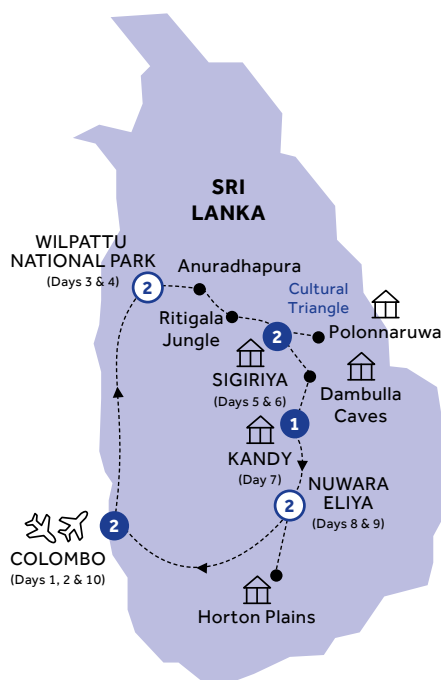 SRI
LANKA
WILPATTU
NATIONAL PARK
(Days 3 & 4)
2
Anuradhapura
Ritigala
Jungle
Cultural
Triangle
2
Polonnaruwa
SIGIRIYA
(Days 5 & 6)
Dambulla
Caves
1
KANDY
(Day 7)
2
NUWARA
ELIYA
(Days 8 & 9)
2
COLOMBO
(Days 1, 2 & 10)
Horton Plains